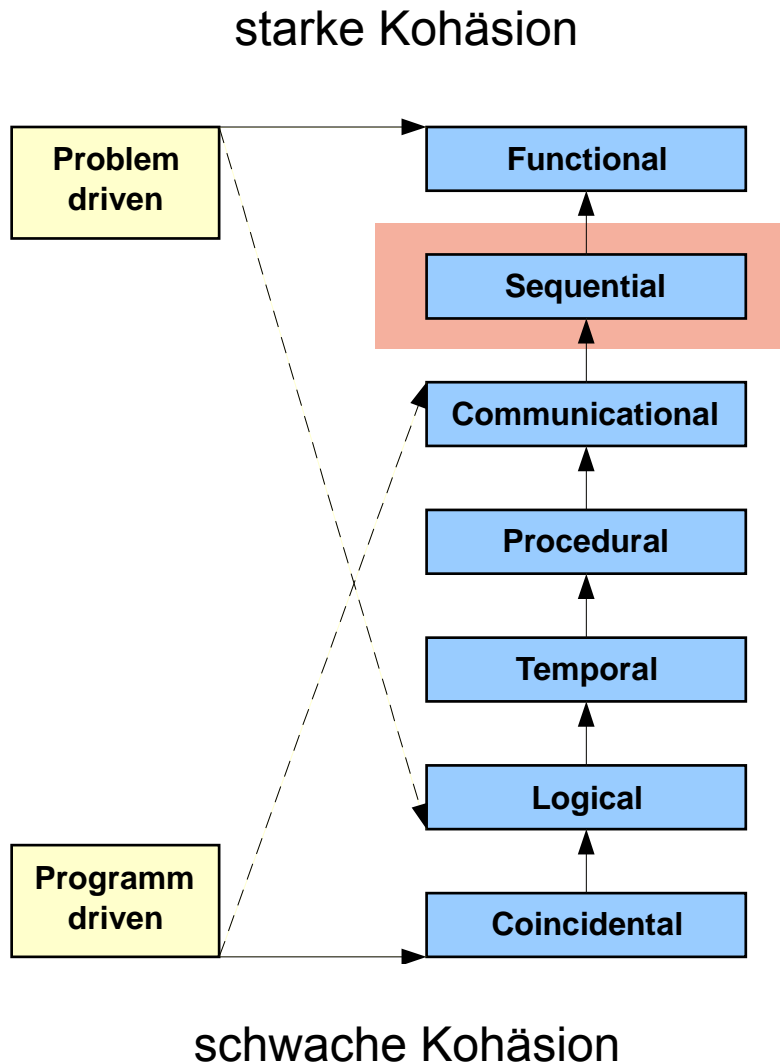 starke Kohäsion
Problem
driven
Functional
Sequential
Communicational
Procedural
Temporal
Logical
Programm
driven
Coincidental
schwache Kohäsion